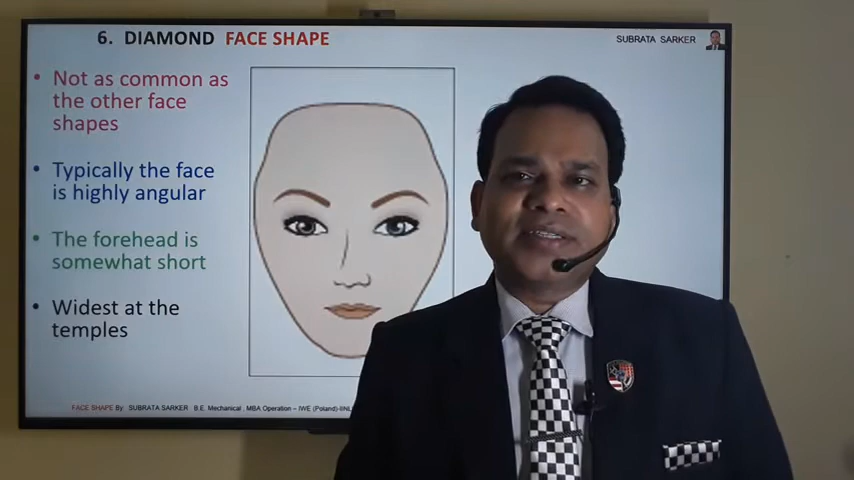 6. DIAMOND FACE SHAPE
SUBRATA SARKER
• Not as common as
the other face
shapes
• Typically the face
is highly angular
• The forehead is
somewhat short
• Widest at the
temples
FACE SHAPE By SUBRATA SARKER B.E. Mechanical , MBA Operation – IWE (Poland)-